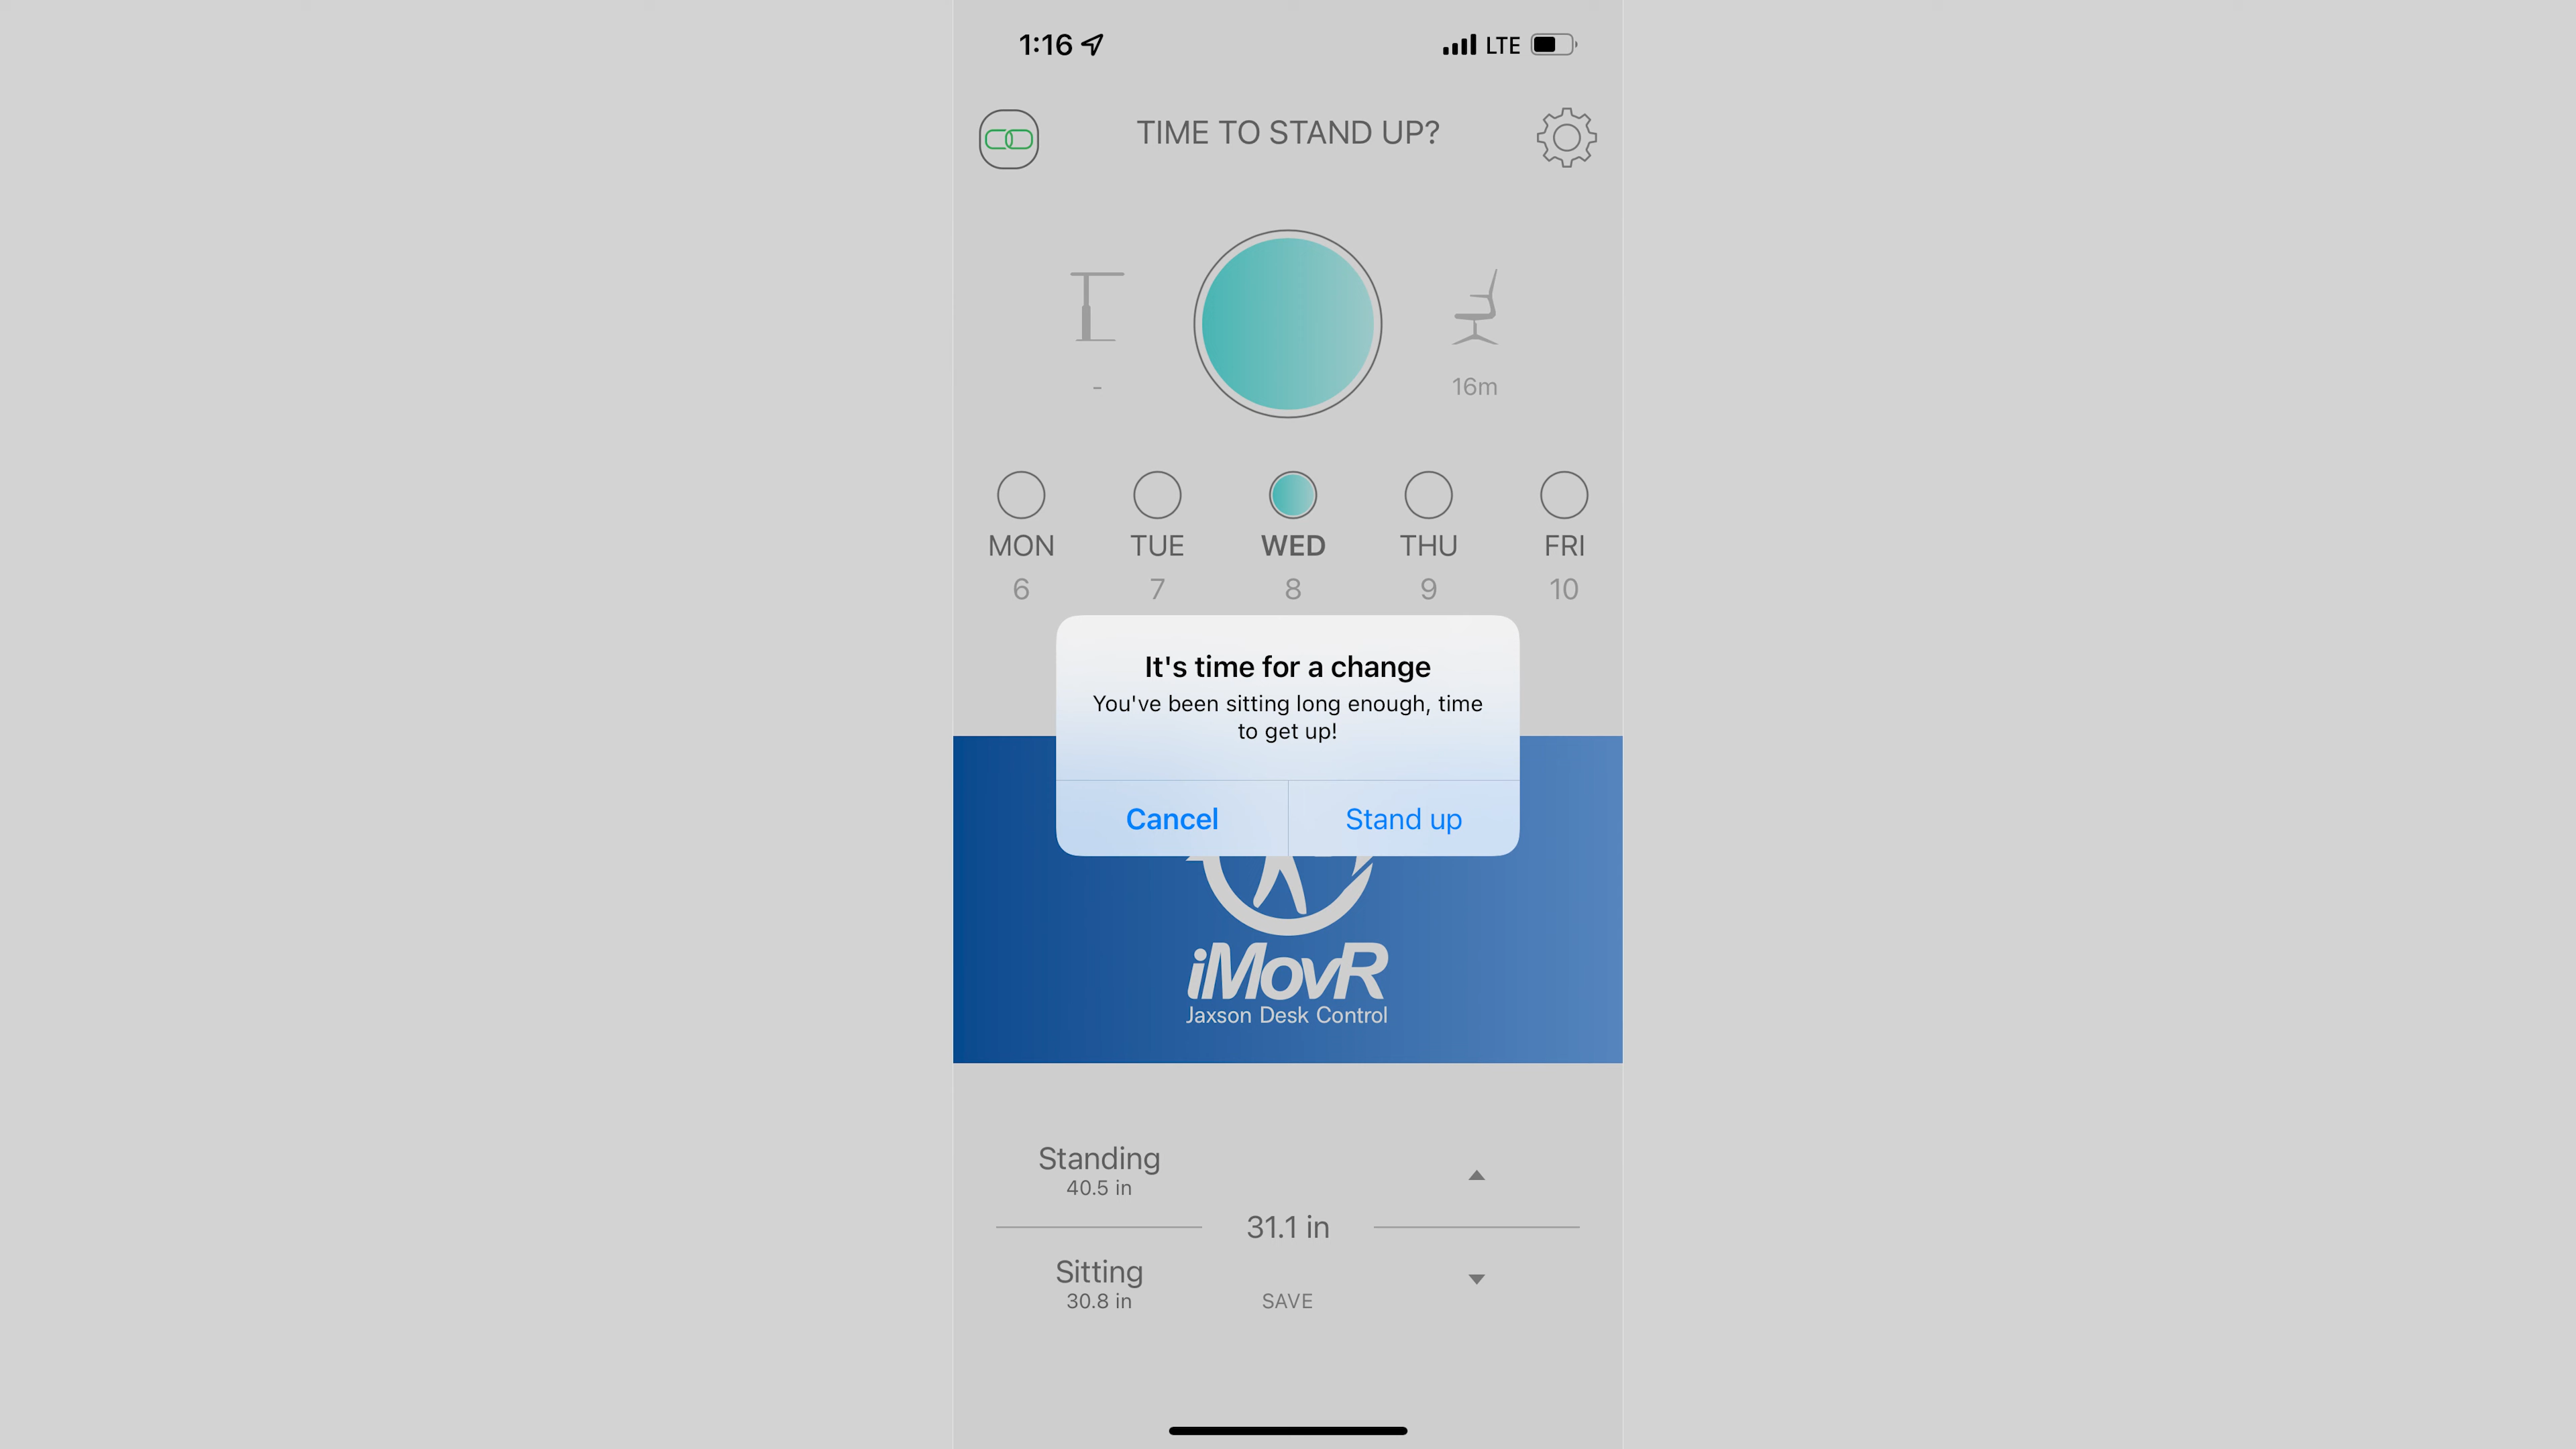 1:16
LTE
TIME TO STAND UP?
-
16m
MON
TUE
WED
THU
FRI
6
7
8
9
10
It's time for a change
You've been sitting long enough, time
to get up!
Cancel
Stand up
iMovR
Jaxson Desk Control
Standing
40.5 in
31.1 in
Sitting
30.8 in
SAVE